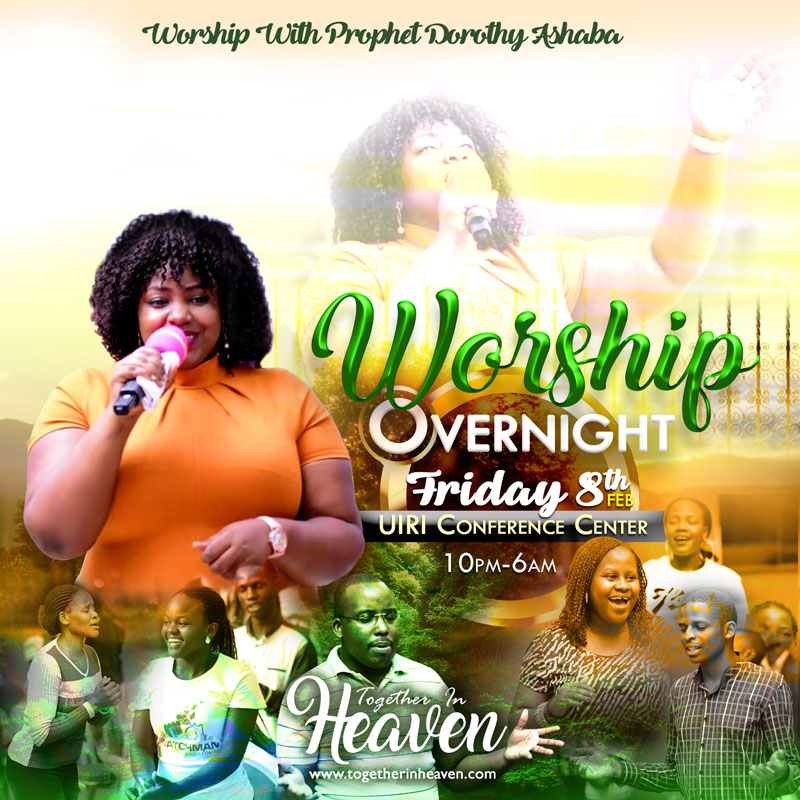 Worship With Prophet Dorothy Ashaba
Worship
Overnight
Friday 8th
FEB
UIRI Conference Center
10PM-6AM
Together In
Heaven
www.togetherinheaven.com